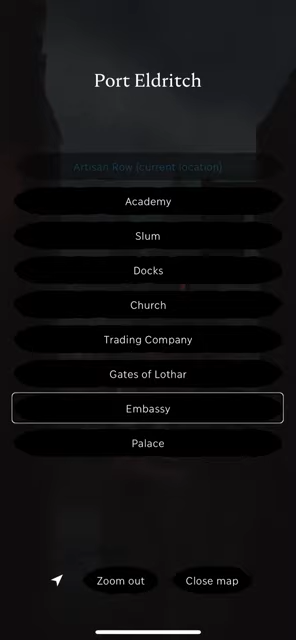 Port Eldritch
Artisan Row (current location)
Academy
Slum
Docks
Church
Trading Company
Gates of Lothar
Embassy
Palace
Zoom out
Close map